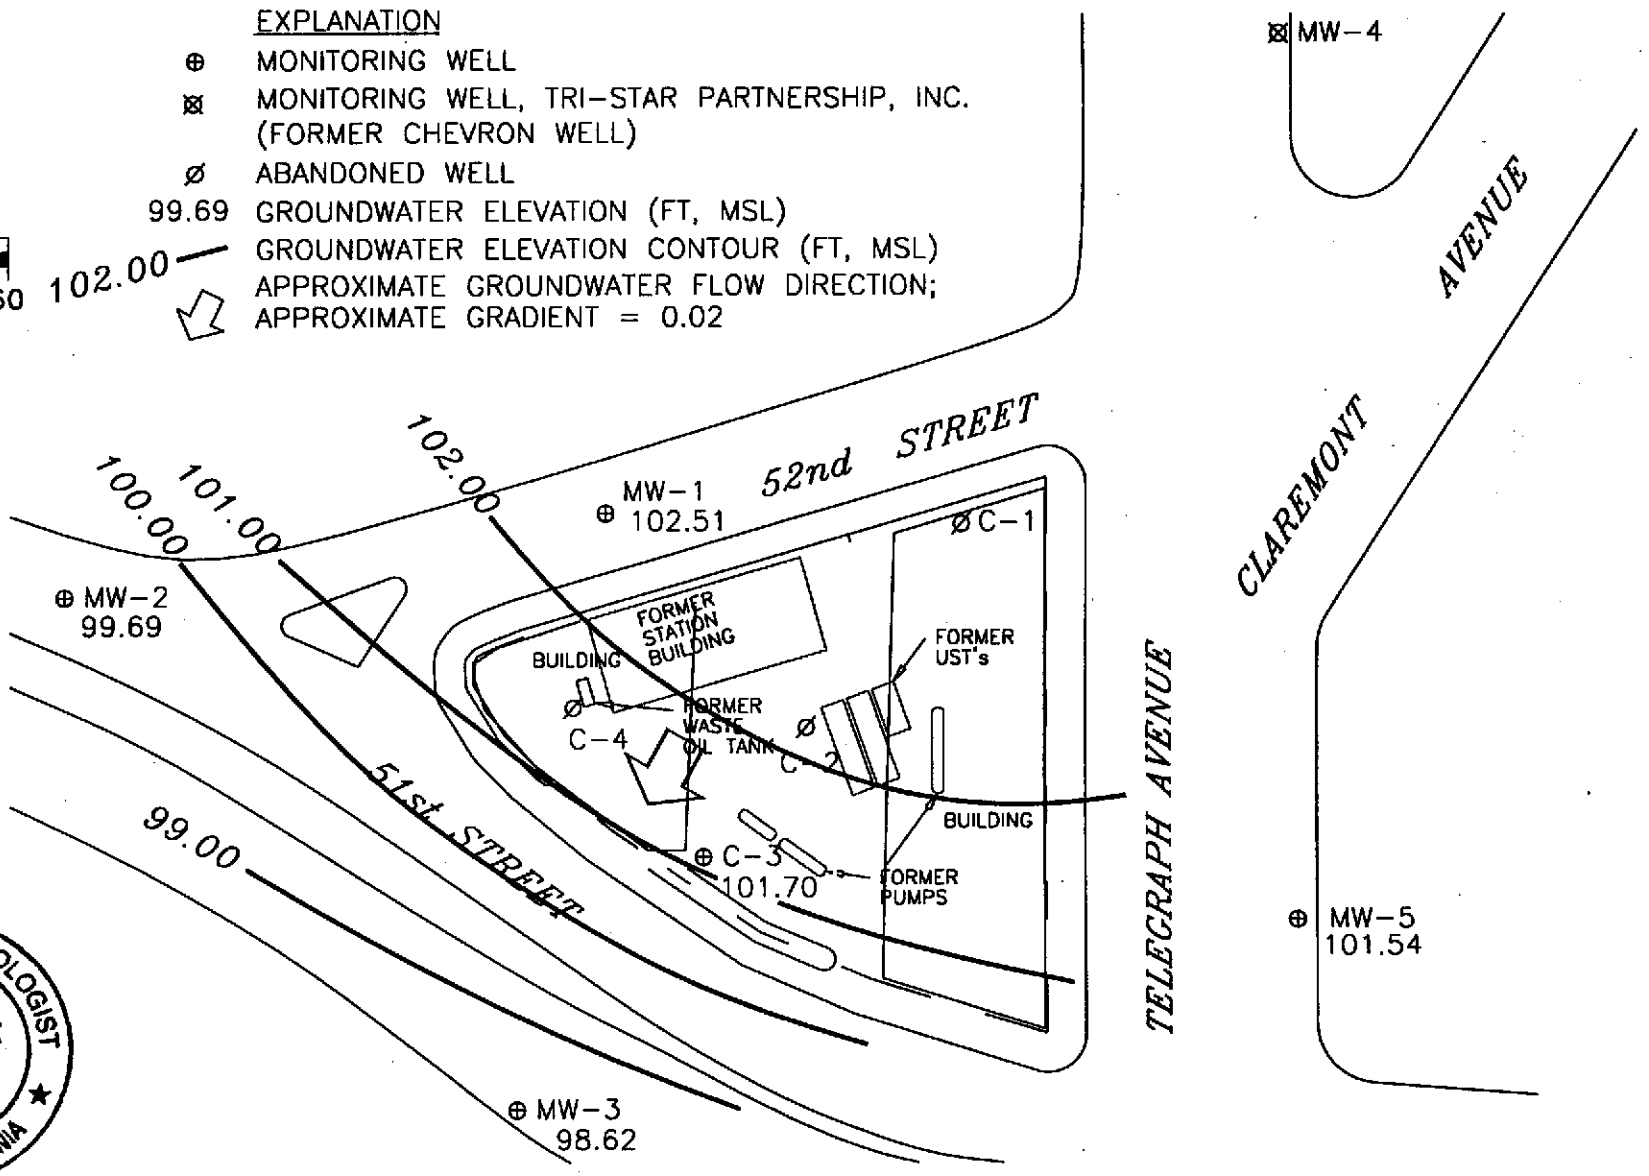 EXPLANATION
MONITORING WELL
MONITORING WELL, TRI-STAR PARTNERSHIP, INC.
(FORMER CHEVRON WELL)
ABANDONED WELL
99.69 GROUNDWATER ELEVATION (FT, MSL)
102.00 GROUNDWATER ELEVATION CONTOUR (FT, MSL)
APPROXIMATE GROUNDWATER FLOW DIRECTION;
APPROXIMATE GRADIENT = 0.02
MW-4
CLAREMONT AVENUE
52nd STREET
102.00
101.00
100.00
MW-1
102.51
C-1
MW-2
99.69
FORMER
STATION
BUILDING
BUILDING
FORMER
UST's
FORMER
WASTE
OIL TANK
C-4
C-2
51st STREET
99.00
BUILDING
C-3
101.70
FORMER
PUMPS
TELEGRAPH AVENUE
MW-5
101.54
MW-3
98.62